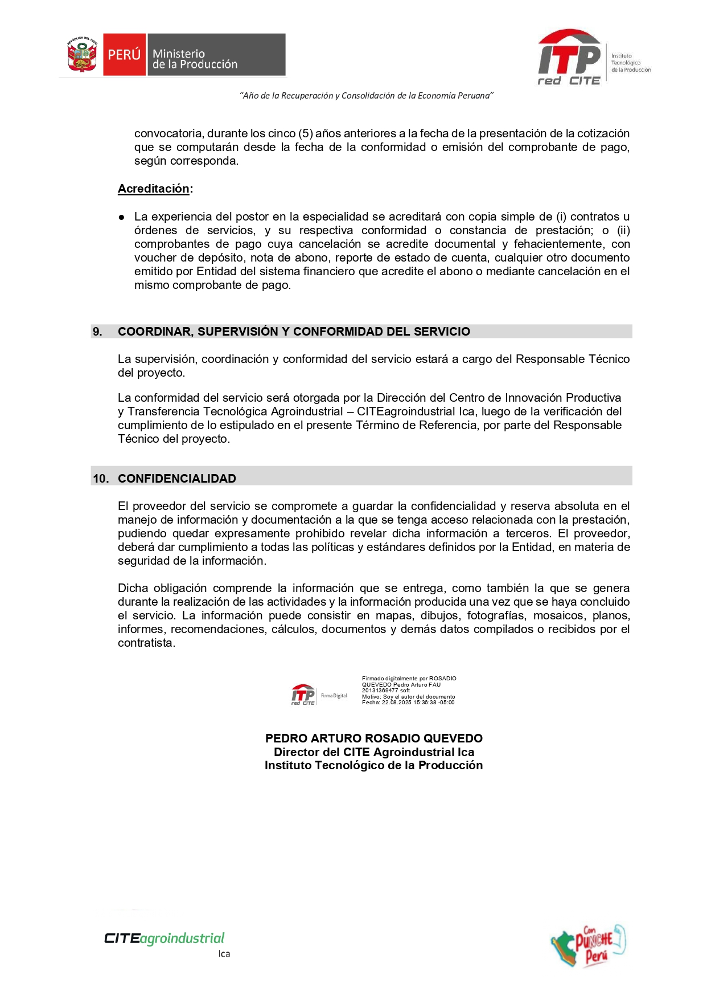 REPÚBLICA DEL PERÚ
PERÚ
Ministerio
de la Producción
ITP
red CITE
Instituto
Tecnológico
de la Producción
“Año de la Recuperación y Consolidación de la Economía Peruana”
convocatoria, durante los cinco (5) años anteriores a la fecha de la presentación de la cotización
que se computarán desde la fecha de la conformidad o emisión del comprobante de pago,
según corresponda.
Acreditación:
● La experiencia del postor en la especialidad se acreditará con copia simple de (i) contratos u
órdenes de servicios, y su respectiva conformidad o constancia de prestación; o (ii)
comprobantes de pago cuya cancelación se acredite documental y fehacientemente, con
voucher de depósito, nota de abono, reporte de estado de cuenta, cualquier otro documento
emitido por Entidad del sistema financiero que acredite el abono o mediante cancelación en el
mismo comprobante de pago.
9. COORDINAR, SUPERVISIÓN Y CONFORMIDAD DEL SERVICIO
La supervisión, coordinación y conformidad del servicio estará a cargo del Responsable Técnico
del proyecto.
La conformidad del servicio será otorgada por la Dirección del Centro de Innovación Productiva
y Transferencia Tecnológica Agroindustrial – CITEagroindustrial Ica, luego de la verificación del
cumplimiento de lo estipulado en el presente Término de Referencia, por parte del Responsable
Técnico del proyecto.
10. CONFIDENCIALIDAD
El proveedor del servicio se compromete a guardar la confidencialidad y reserva absoluta en el
manejo de información y documentación a la que se tenga acceso relacionada con la prestación,
pudiendo quedar expresamente prohibido revelar dicha información a terceros. El proveedor,
deberá dar cumplimiento a todas las políticas y estándares definidos por la Entidad, en materia de
seguridad de la información.
Dicha obligación comprende la información que se entrega, como también la que se genera
durante la realización de las actividades y la información producida una vez que se haya concluido
el servicio. La información puede consistir en mapas, dibujos, fotografías, mosaicos, planos,
informes, recomendaciones, cálculos, documentos y demás datos compilados o recibidos por el
contratista.
ITP
red CITE
Firma Digital
Firmado digitalmente por ROSADIO
QUEVEDO Pedro Arturo FAU
20131369477 soft
Motivo: Soy el autor del documento
Fecha: 22.08.2025 15:36:38 -05:00
PEDRO ARTURO ROSADIO QUEVEDO
Director del CITE Agroindustrial Ica
Instituto Tecnológico de la Producción
CITEagroindustrial
Ica
Con
PUNCHE
Perú